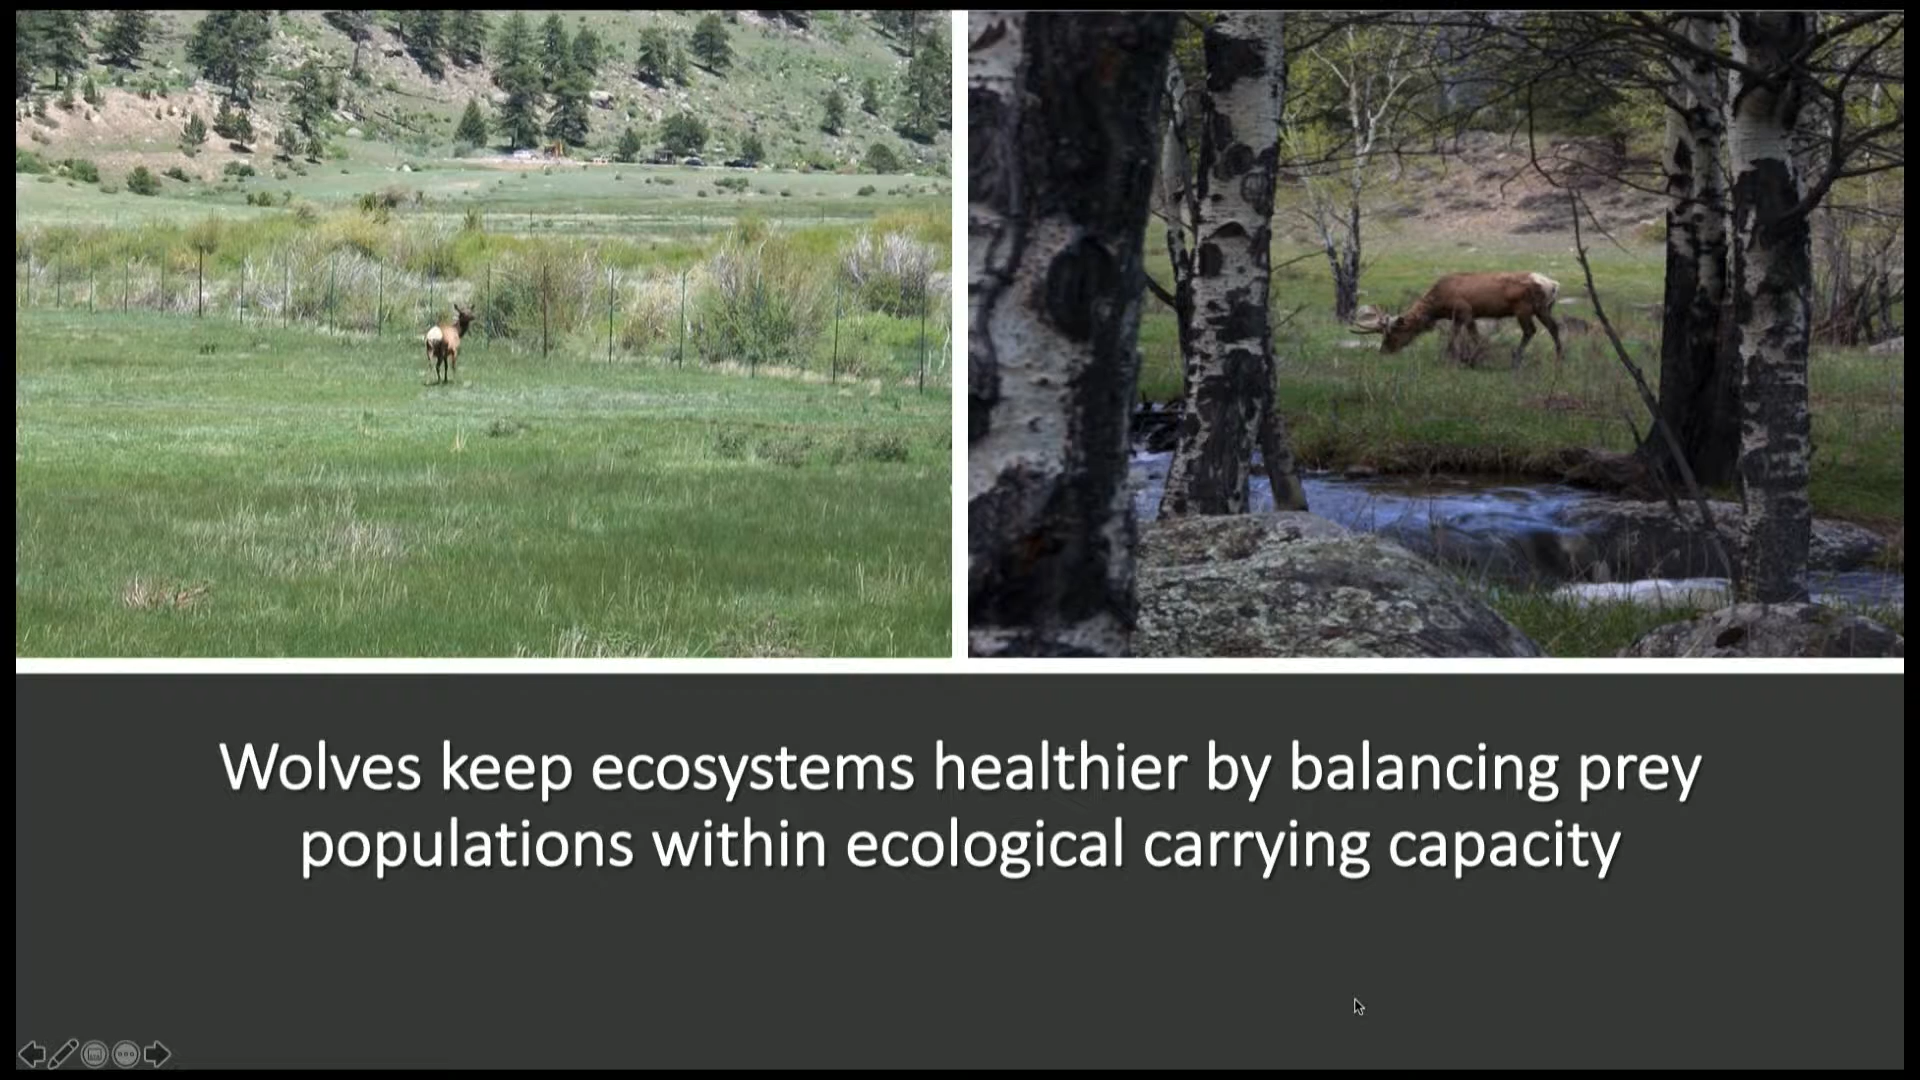 Wolves keep ecosystems healthier by balancing prey
populations within ecological carrying capacity